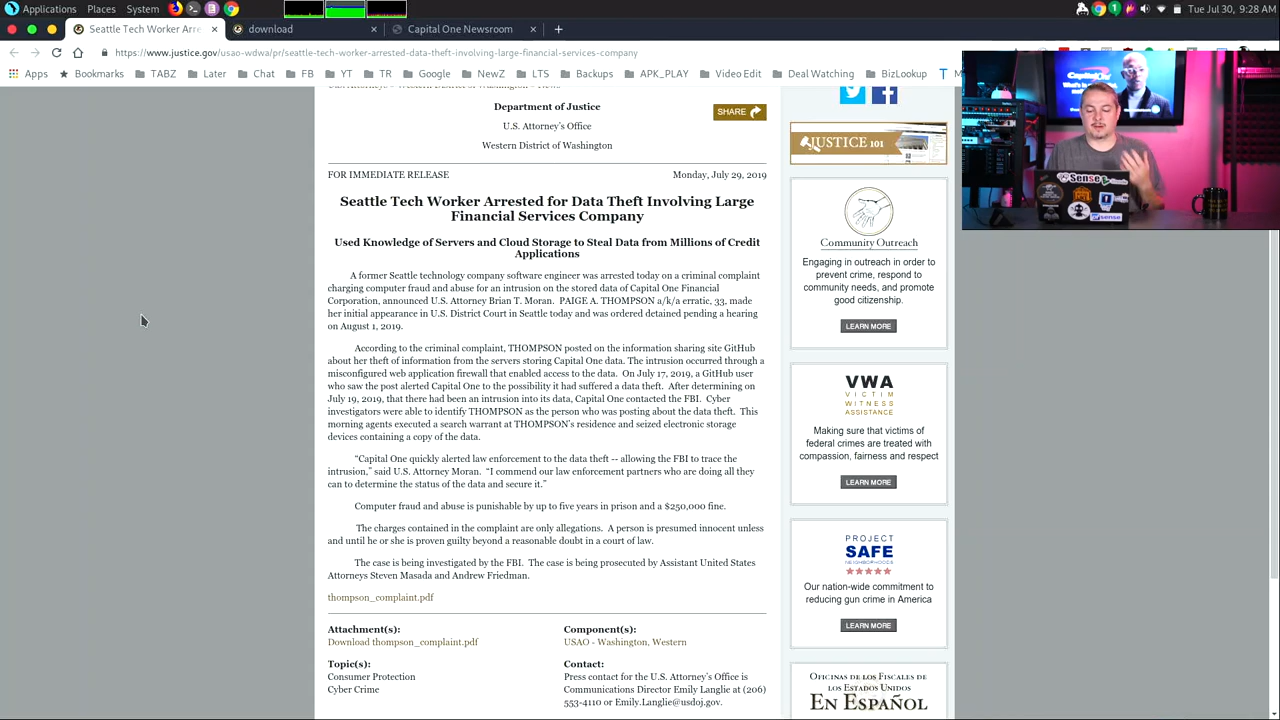 Applications Places System
Tue Jul 30, 9:28 AM
Seattle Tech Worker Arre
download
Capital One Newsroom
https://www.justice.gov/usao-wdwa/pr/seattle-tech-worker-arrested-data-theft-involving-large-financial-services-company
Apps Bookmarks TABZ Later Chat FB YT TR Google NewZ LTS Backups APK_PLAY Video Edit Deal Watching BizLookup
Department of Justice
SHARE
U.S. Attorney's Office
Western District of Washington
FOR IMMEDIATE RELEASE
Monday, July 29, 2019
Seattle Tech Worker Arrested for Data Theft Involving Large
Financial Services Company
Used Knowledge of Servers and Cloud Storage to Steal Data from Millions of Credit
Applications
A former Seattle technology company software engineer was arrested today on a criminal complaint
charging computer fraud and abuse for an intrusion on the stored data of Capital One Financial
Corporation, announced U.S. Attorney Brian T. Moran. PAIGE A. THOMPSON a/k/a erratic, 33, made
her initial appearance in U.S. District Court in Seattle today and was ordered detained pending a hearing
on August 1, 2019.
According to the criminal complaint, THOMPSON posted on the information sharing site GitHub
about her theft of information from the servers storing Capital One data. The intrusion occurred through a
misconfigured web application firewall that enabled access to the data. On July 17, 2019, a GitHub user
who saw the post alerted Capital One to the possibility it had suffered a data theft. After determining on
July 19, 2019, that there had been an intrusion into its data, Capital One contacted the FBI. Cyber
investigators were able to identify THOMPSON as the person who was posting about the data theft. This
morning agents executed a search warrant at THOMPSON's residence and seized electronic storage
devices containing a copy of the data.
“Capital One quickly alerted law enforcement to the data theft -- allowing the FBI to trace the
intrusion,” said U.S. Attorney Moran. “I commend our law enforcement partners who are doing all they
can to determine the status of the data and secure it.”
Computer fraud and abuse is punishable by up to five years in prison and a $250,000 fine.
The charges contained in the complaint are only allegations. A person is presumed innocent unless
and until he or she is proven guilty beyond a reasonable doubt in a court of law.
The case is being investigated by the FBI. The case is being prosecuted by Assistant United States
Attorneys Steven Masada and Andrew Friedman.
thompson_complaint.pdf
Attachment(s):
Download thompson_complaint.pdf
Component(s):
USAO - Washington, Western
Topic(s):
Consumer Protection
Cyber Crime
Contact:
Press contact for the U.S. Attorney's Office is
Communications Director Emily Langlie at (206)
553-4110 or Emily.Langlie@usdoj.gov.
JUSTICE 101
Community Outreach
Engaging in outreach in order to
prevent crime, respond to
community needs, and promote
good citizenship.
LEARN MORE
VWA
VICTIM
WITNESS
ASSISTANCE
Making sure that victims of
federal crimes are treated with
compassion, fairness and respect
LEARN MORE
PROJECT
SAFE
NEIGHBORHOODS
Our nation-wide commitment to
reducing gun crime in America
LEARN MORE
OFICINAS DE LOS FISCALES DE
LOS ESTADOS UNIDOS
EN ESPAÑOL
Sense